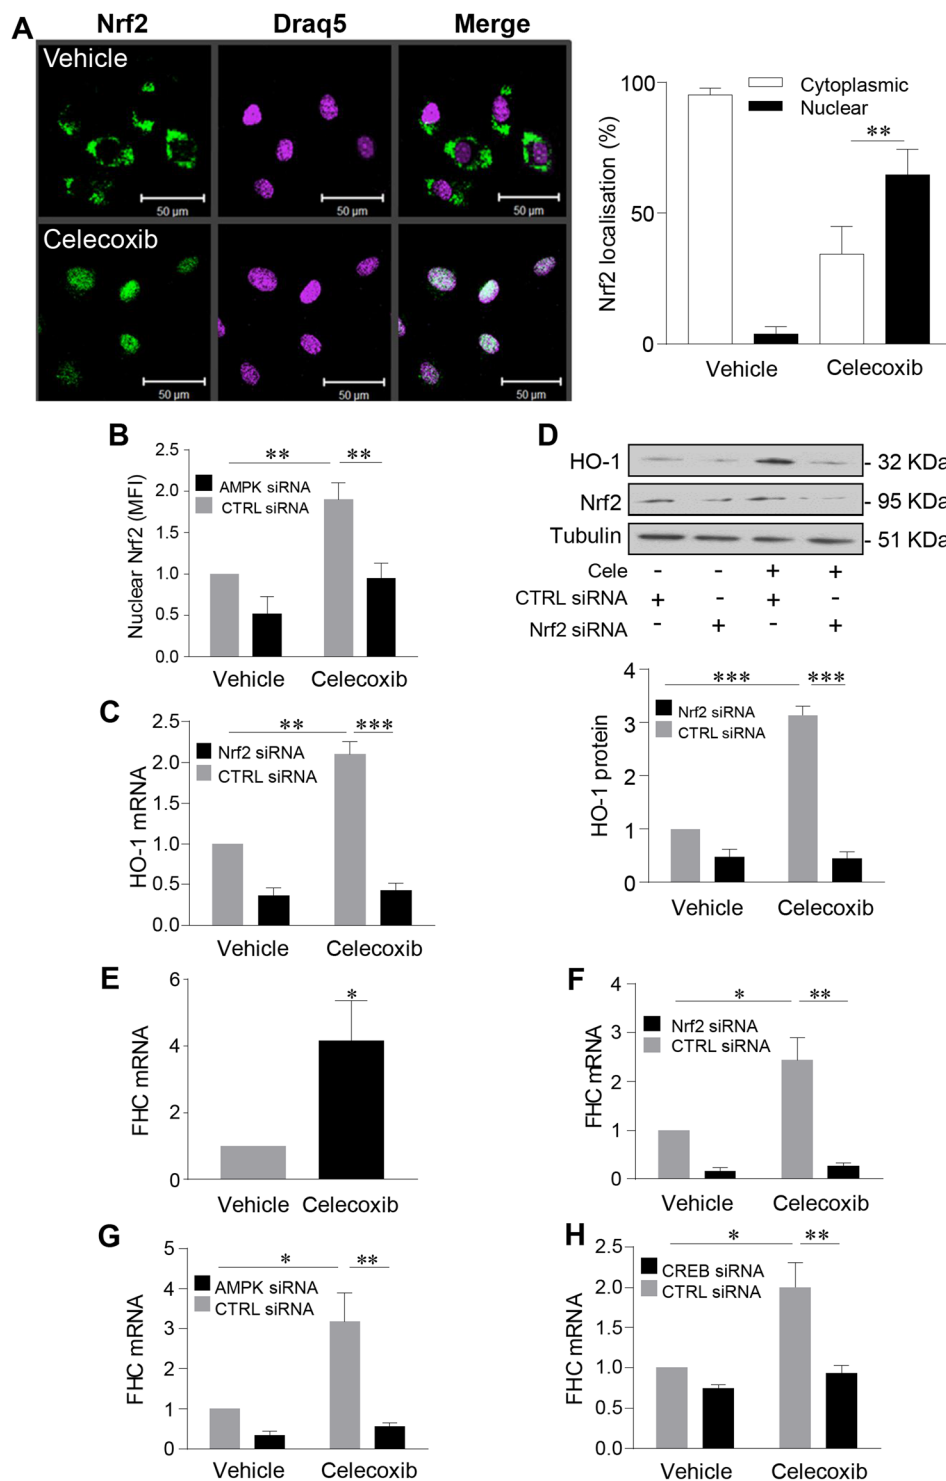 A
Nrf2 Draq5 Merge
Vehicle
50 µm 50 µm 50 µm
Celecoxib
50 µm 50 µm 50 µm
Nrf2 localisation (%)
100
50
0
Cytoplasmic
Nuclear
**
Vehicle Celecoxib
B
Nuclear Nrf2 (MFI)
2.5
2.0
1.5
1.0
0.5
0.0
** **
AMPK siRNA
CTRL siRNA
Vehicle Celecoxib
D
HO-1 - 32 KDa
Nrf2 - 95 KDa
Tubulin - 51 KDa
Cele - - + +
CTRL siRNA + - + -
Nrf2 siRNA - + - +
HO-1 protein
4
3
2
1
0
*** ***
Nrf2 siRNA
CTRL siRNA
Vehicle Celecoxib
C
HO-1 mRNA
2.5
2.0
1.5
1.0
0.5
0.0
** ***
Nrf2 siRNA
CTRL siRNA
Vehicle Celecoxib
E
FHC mRNA
6
4
2
0
*
Vehicle Celecoxib
F
FHC mRNA
4
3
2
1
0
* **
Nrf2 siRNA
CTRL siRNA
Vehicle Celecoxib
G
FHC mRNA
5
4
3
2
1
0
* **
AMPK siRNA
CTRL siRNA
Vehicle Celecoxib
H
FHC mRNA
2.5
2.0
1.5
1.0
0.5
0.0
* **
CREB siRNA
CTRL siRNA
Vehicle Celecoxib